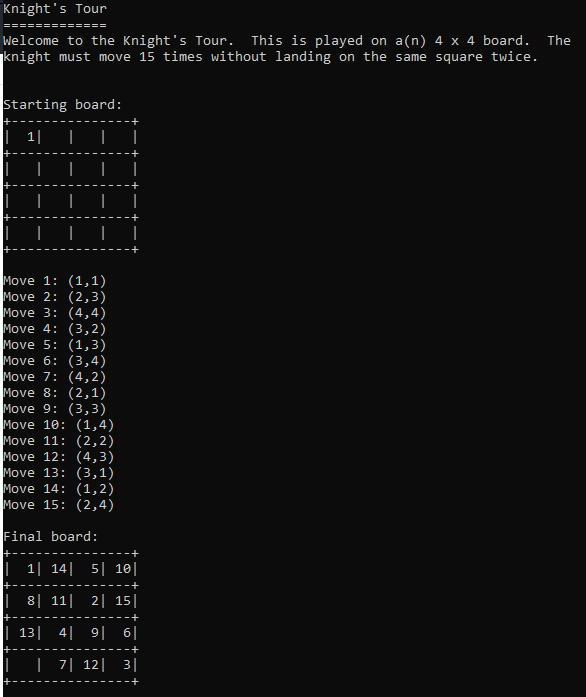 Knight's Tour
=============
Welcome to the Knight's Tour.  This is played on a(n) 4 x 4 board.  The
knight must move 15 times without landing on the same square twice.
Starting board:
+---------------+
|  1|   |   |   |
+---------------+
|   |   |   |   |
+---------------+
|   |   |   |   |
+---------------+
|   |   |   |   |
+---------------+
Move 1: (1,1)
Move 2: (2,3)
Move 3: (4,4)
Move 4: (3,2)
Move 5: (1,3)
Move 6: (3,4)
Move 7: (4,2)
Move 8: (2,1)
Move 9: (3,3)
Move 10: (1,4)
Move 11: (2,2)
Move 12: (4,3)
Move 13: (3,1)
Move 14: (1,2)
Move 15: (2,4)
Final board:
+---------------+
|  1| 14|  5| 10|
+---------------+
|  8| 11|  2| 15|
+---------------+
| 13|  4|  9|  6|
+---------------+
|   |  7| 12|  3|
+---------------+